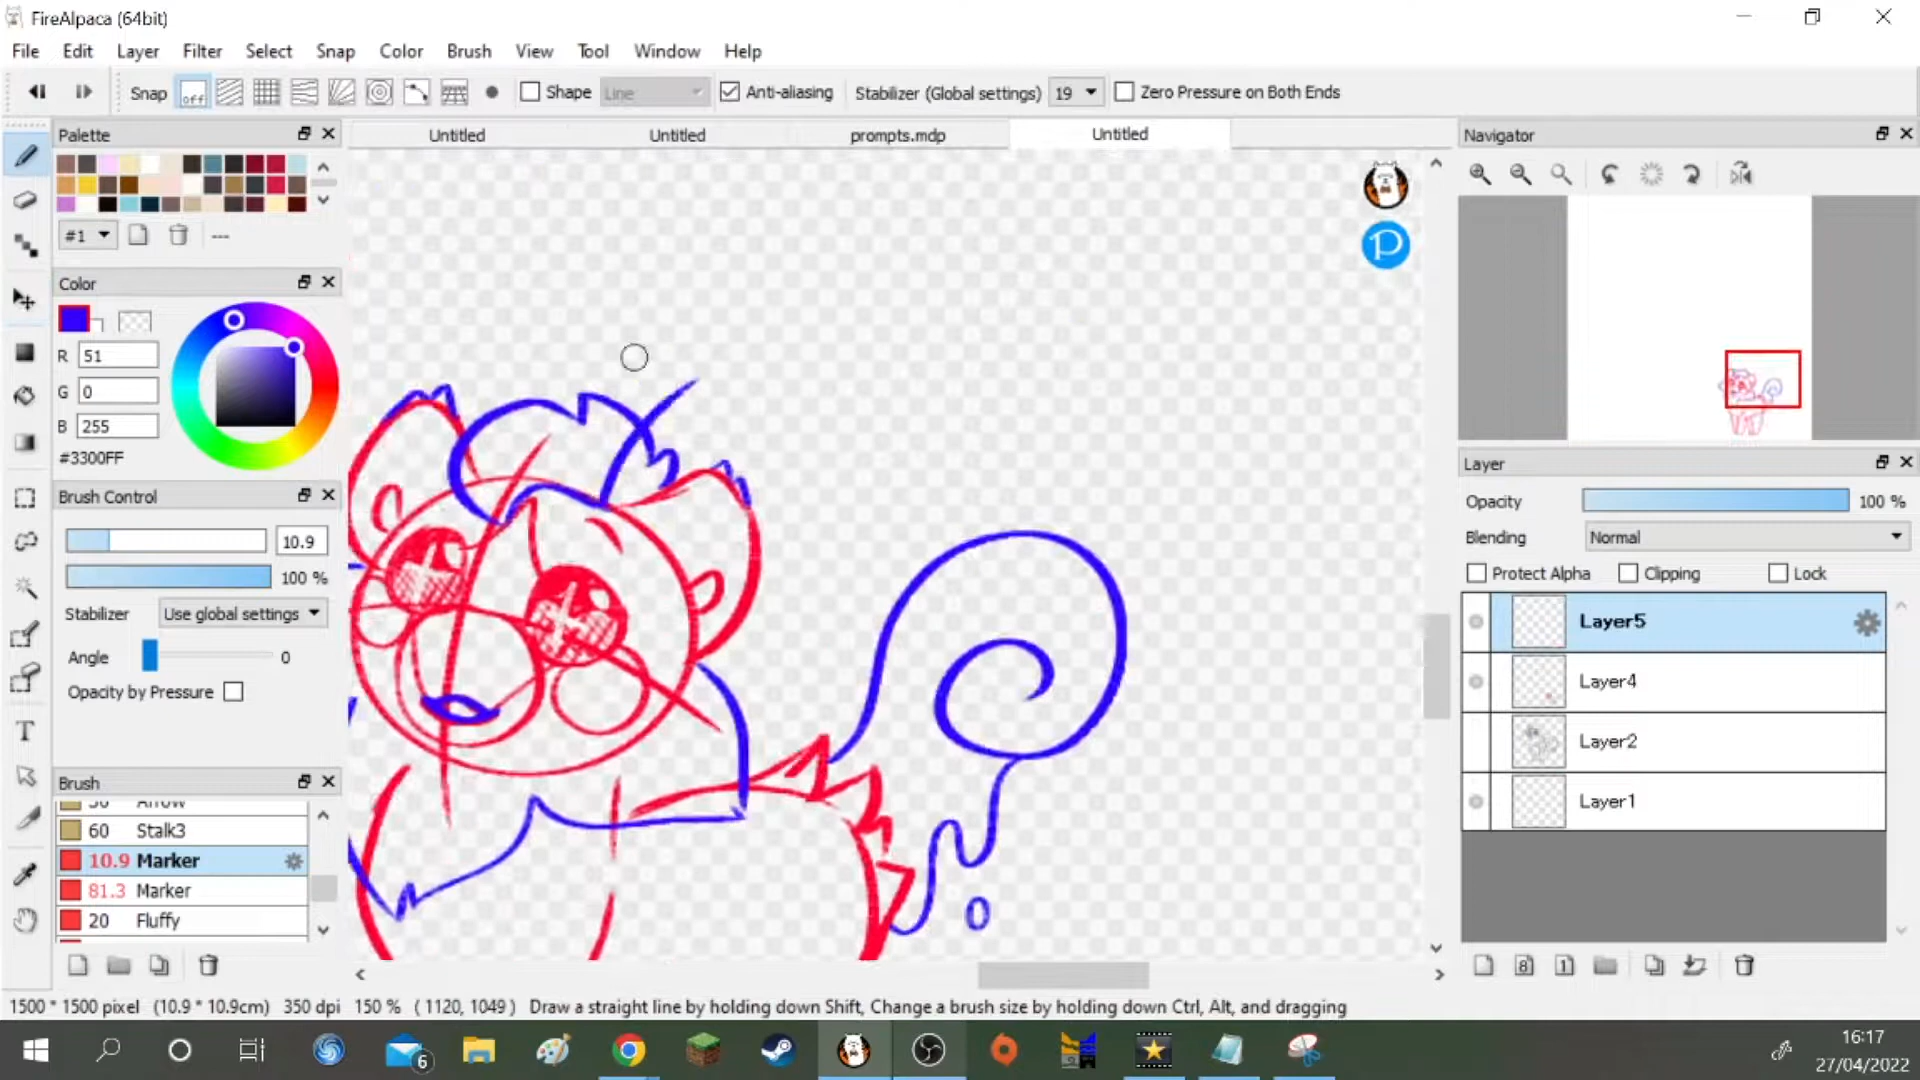 FireAlpaca (64bit)
File Edit Layer Filter Select Snap Color Brush View Tool Window Help
Snap off Shape Line Anti-aliasing Stabilizer (Global settings) 19 Zero Pressure on Both Ends
Palette
Untitled Untitled prompts.mdp Untitled
Navigator
#1
---
Color
R 51
G 0
B 255
#3300FF
Brush Control
10.9
100 %
Stabilizer Use global settings
Angle 0
Opacity by Pressure
Brush
Arrow
60 Stalk3
10.9 Marker
81.3 Marker
20 Fluffy
Layer
Opacity 100 %
Blending Normal
Protect Alpha Clipping Lock
Layer5
Layer4
Layer2
Layer1
8 1
T
P
1500 * 1500 pixel (10.9 * 10.9cm) 350 dpi 150 % ( 1120, 1049 ) Draw a straight line by holding down Shift, Change a brush size by holding down Ctrl, Alt, and dragging
6
16:17
27/04/2022